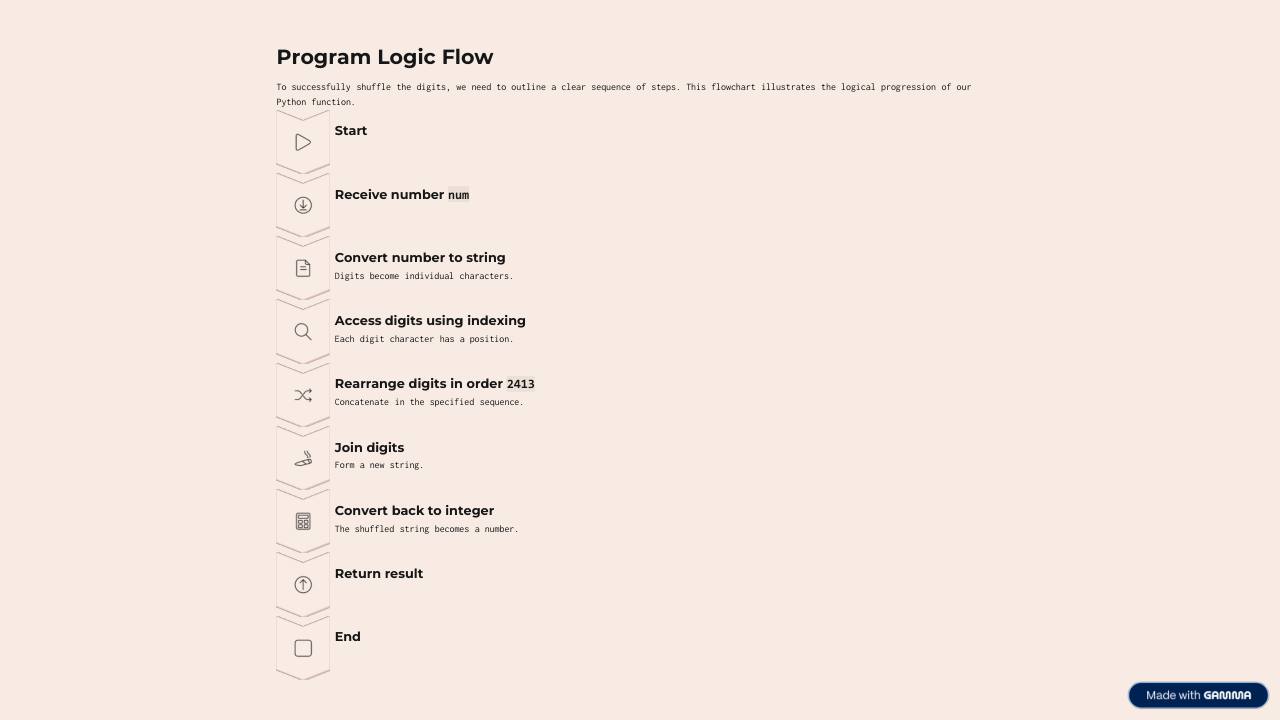 Program Logic Flow
To successfully shuffle the digits, we need to outline a clear sequence of steps. This flowchart illustrates the logical progression of our
Python function.
Start
Receive number num
Convert number to string
Digits become individual characters.
Access digits using indexing
Each digit character has a position.
Rearrange digits in order 2413
Concatenate in the specified sequence.
Join digits
Form a new string.
Convert back to integer
The shuffled string becomes a number.
Return result
End
Made with GAMMA